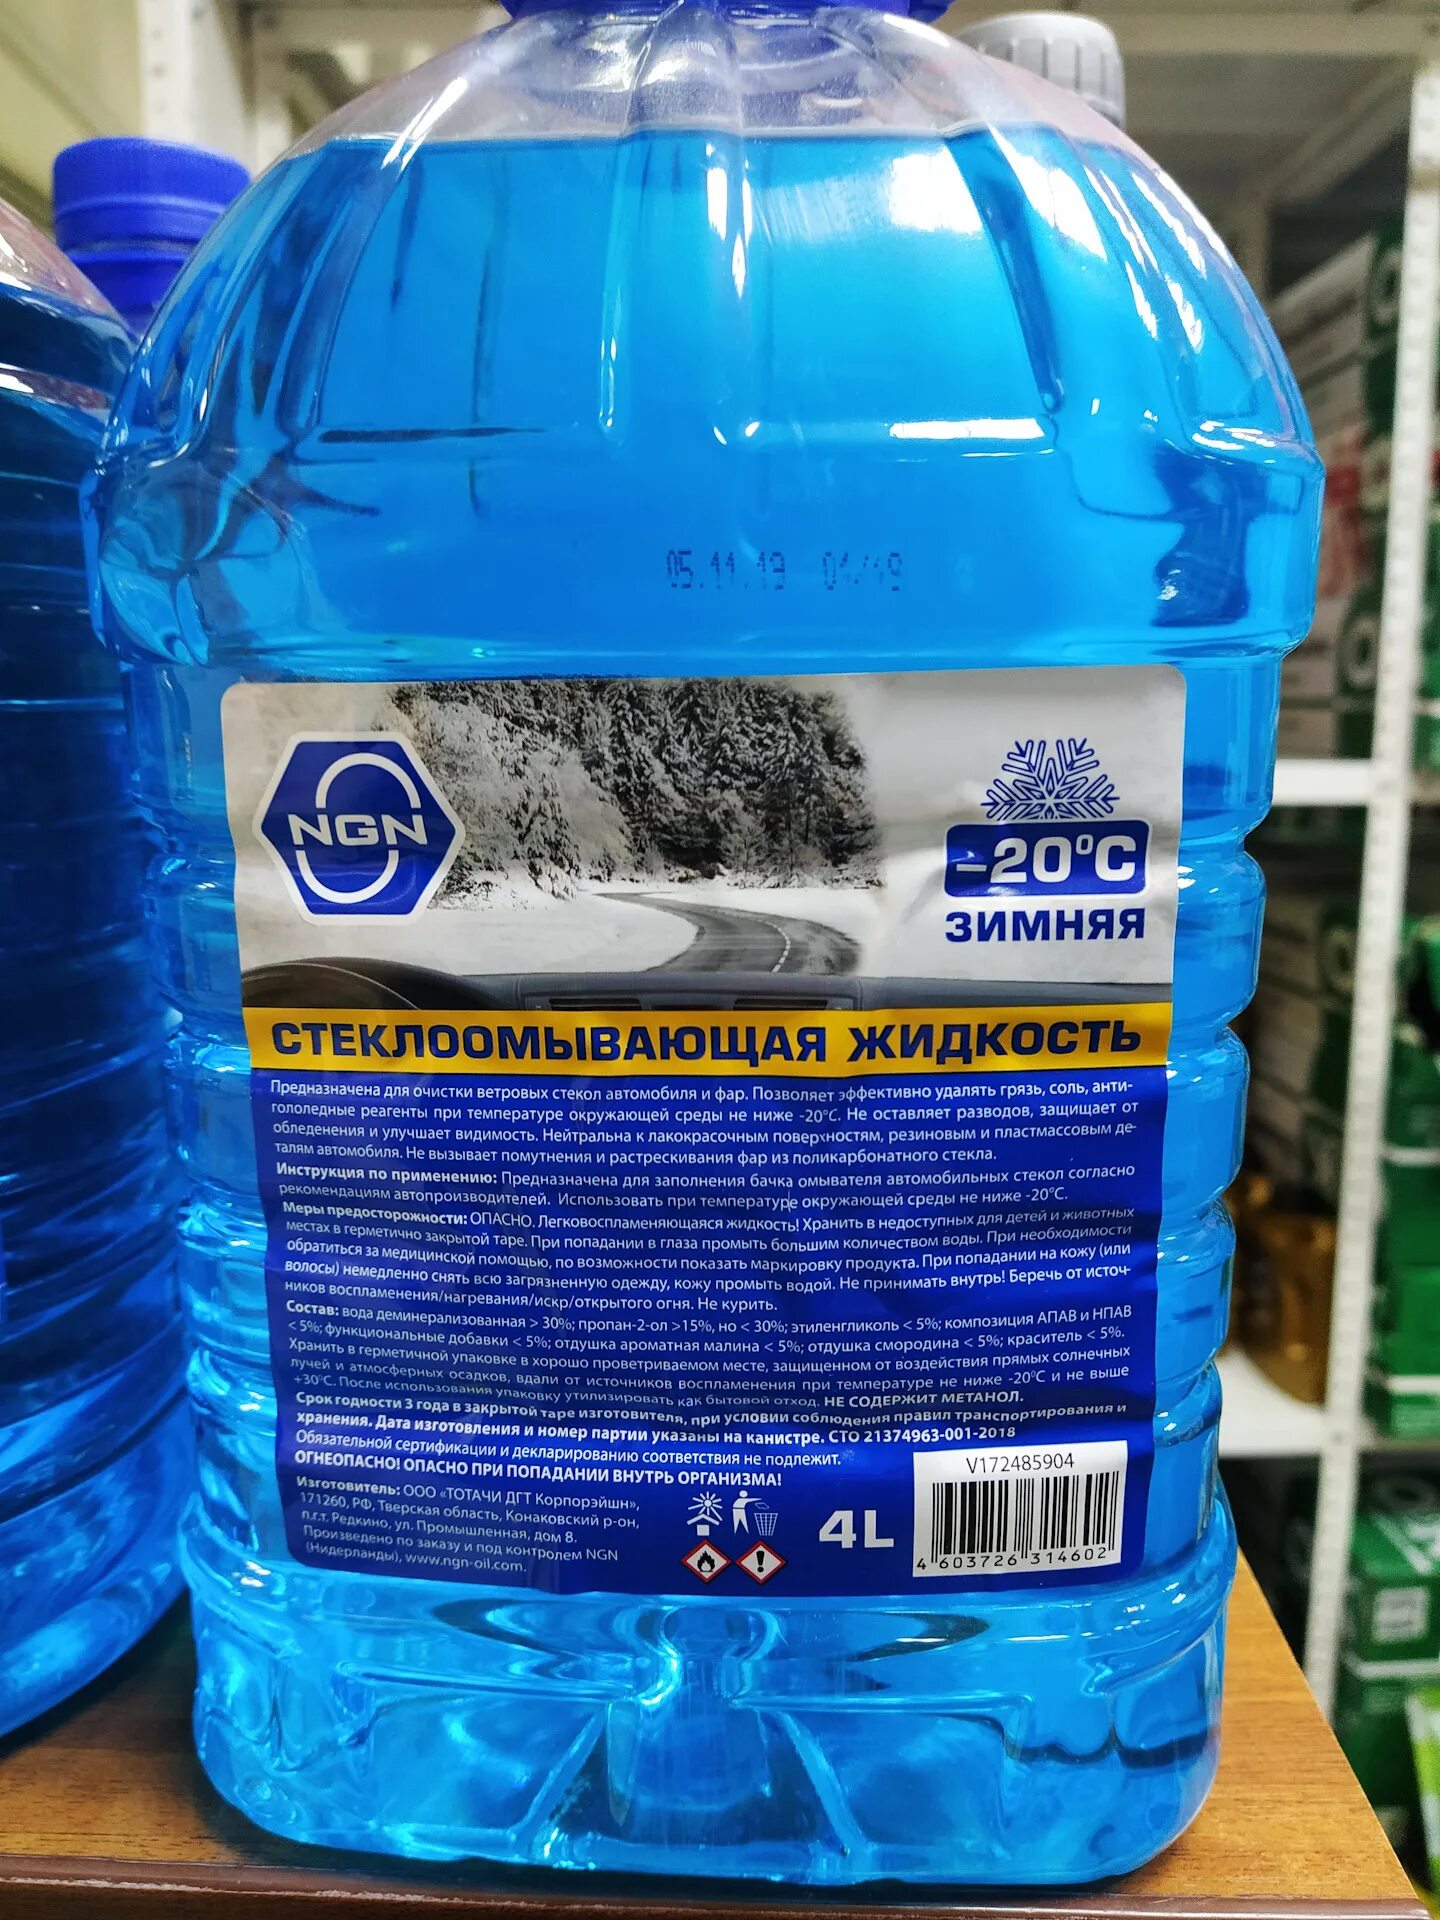 05.11.19 04/19
NGN
-20°C
ЗИМНЯЯ
СТЕКЛООМЫВАЮЩАЯ ЖИДКОСТЬ
Предназначена для очистки ветровых стекол автомобиля и фар. Позволяет эффективно удалять грязь, соль, анти-
гололедные реагенты при температуре окружающей среды не ниже -20°С. Не оставляет разводов, защищает от
обледенения и улучшает видимость. Нейтральна к лакокрасочным поверхностям, резиновым и пластмассовым де-
талям автомобиля. Не вызывает помутнения и растрескивания фар из поликарбонатного стекла.
Инструкция по применению: Предназначена для заполнения бачка омывателя автомобильных стекол согласно
рекомендациям автопроизводителей. Использовать при температуре окружающей среды не ниже -20°С.
Меры предосторожности: ОПАСНО. Легковоспламеняющаяся жидкость! Хранить в недоступных для детей и животных
местах в герметично закрытой таре. При попадании в глаза промыть большим количеством воды. При необходимости
обратиться за медицинской помощью, по возможности показать маркировку продукта. При попадании на кожу (или
волосы) немедленно снять всю загрязненную одежду, кожу промыть водой. Не принимать внутрь! Беречь от источ-
ников воспламенения/нагревания/искр/открытого огня. Не курить.
Состав: вода деминерализованная > 30%; пропан-2-ол >15%, но < 30%; этиленгликоль < 5%; композиция АПАВ и НПАВ
< 5%; функциональные добавки < 5%; отдушка ароматная малина < 5%; отдушка смородина < 5%; краситель < 5%.
Хранить в герметичной упаковке в хорошо проветриваемом месте, защищенном от воздействия прямых солнечных
лучей и атмосферных осадков, вдали от источников воспламенения при температуре не ниже -20°С и не выше
+30°С. После использования упаковку утилизировать как бытовой отход. НЕ СОДЕРЖИТ МЕТАНОЛ.
Срок годности 3 года в закрытой таре изготовителя, при условии соблюдения правил транспортирования и
хранения. Дата изготовления и номер партии указаны на канистре. СТО 21374963-001-2018
Обязательной сертификации и декларированию соответствия не подлежит.
ОГНЕОПАСНО! ОПАСНО ПРИ ПОПАДАНИИ ВНУТРЬ ОРГАНИЗМА!
Изготовитель: ООО «ТОТАЧИ ДГТ Корпорэйшн»,
171260, РФ, Тверская область, Конаковский р-он,
п.г.т. Редкино, ул. Промышленная, дом 8.
Произведено по заказу и под контролем NGN
(Нидерланды), www.ngn-oil.com.
4L
V172485904
4 603726 314602